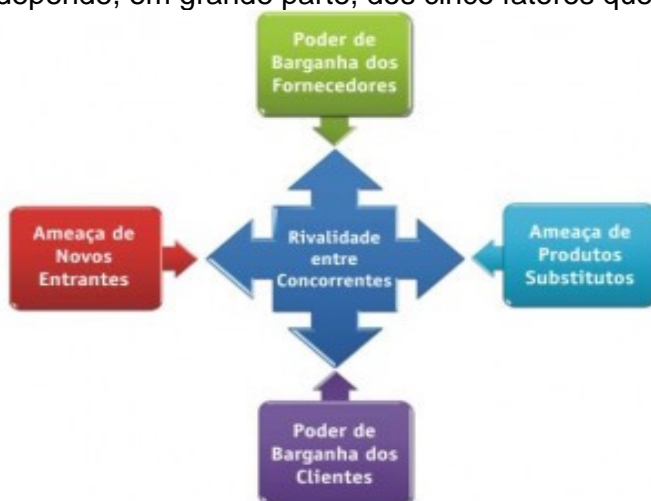 depende, em grande parte, dos cinco fatores que
Poder de
Barganha dos
Fornecedores
Ameaça de
Novos
Entrantes
Rivalidade
entre
Concorrentes
Ameaça de
Produtos
Substitutos
Poder de
Barganha dos
Clientes